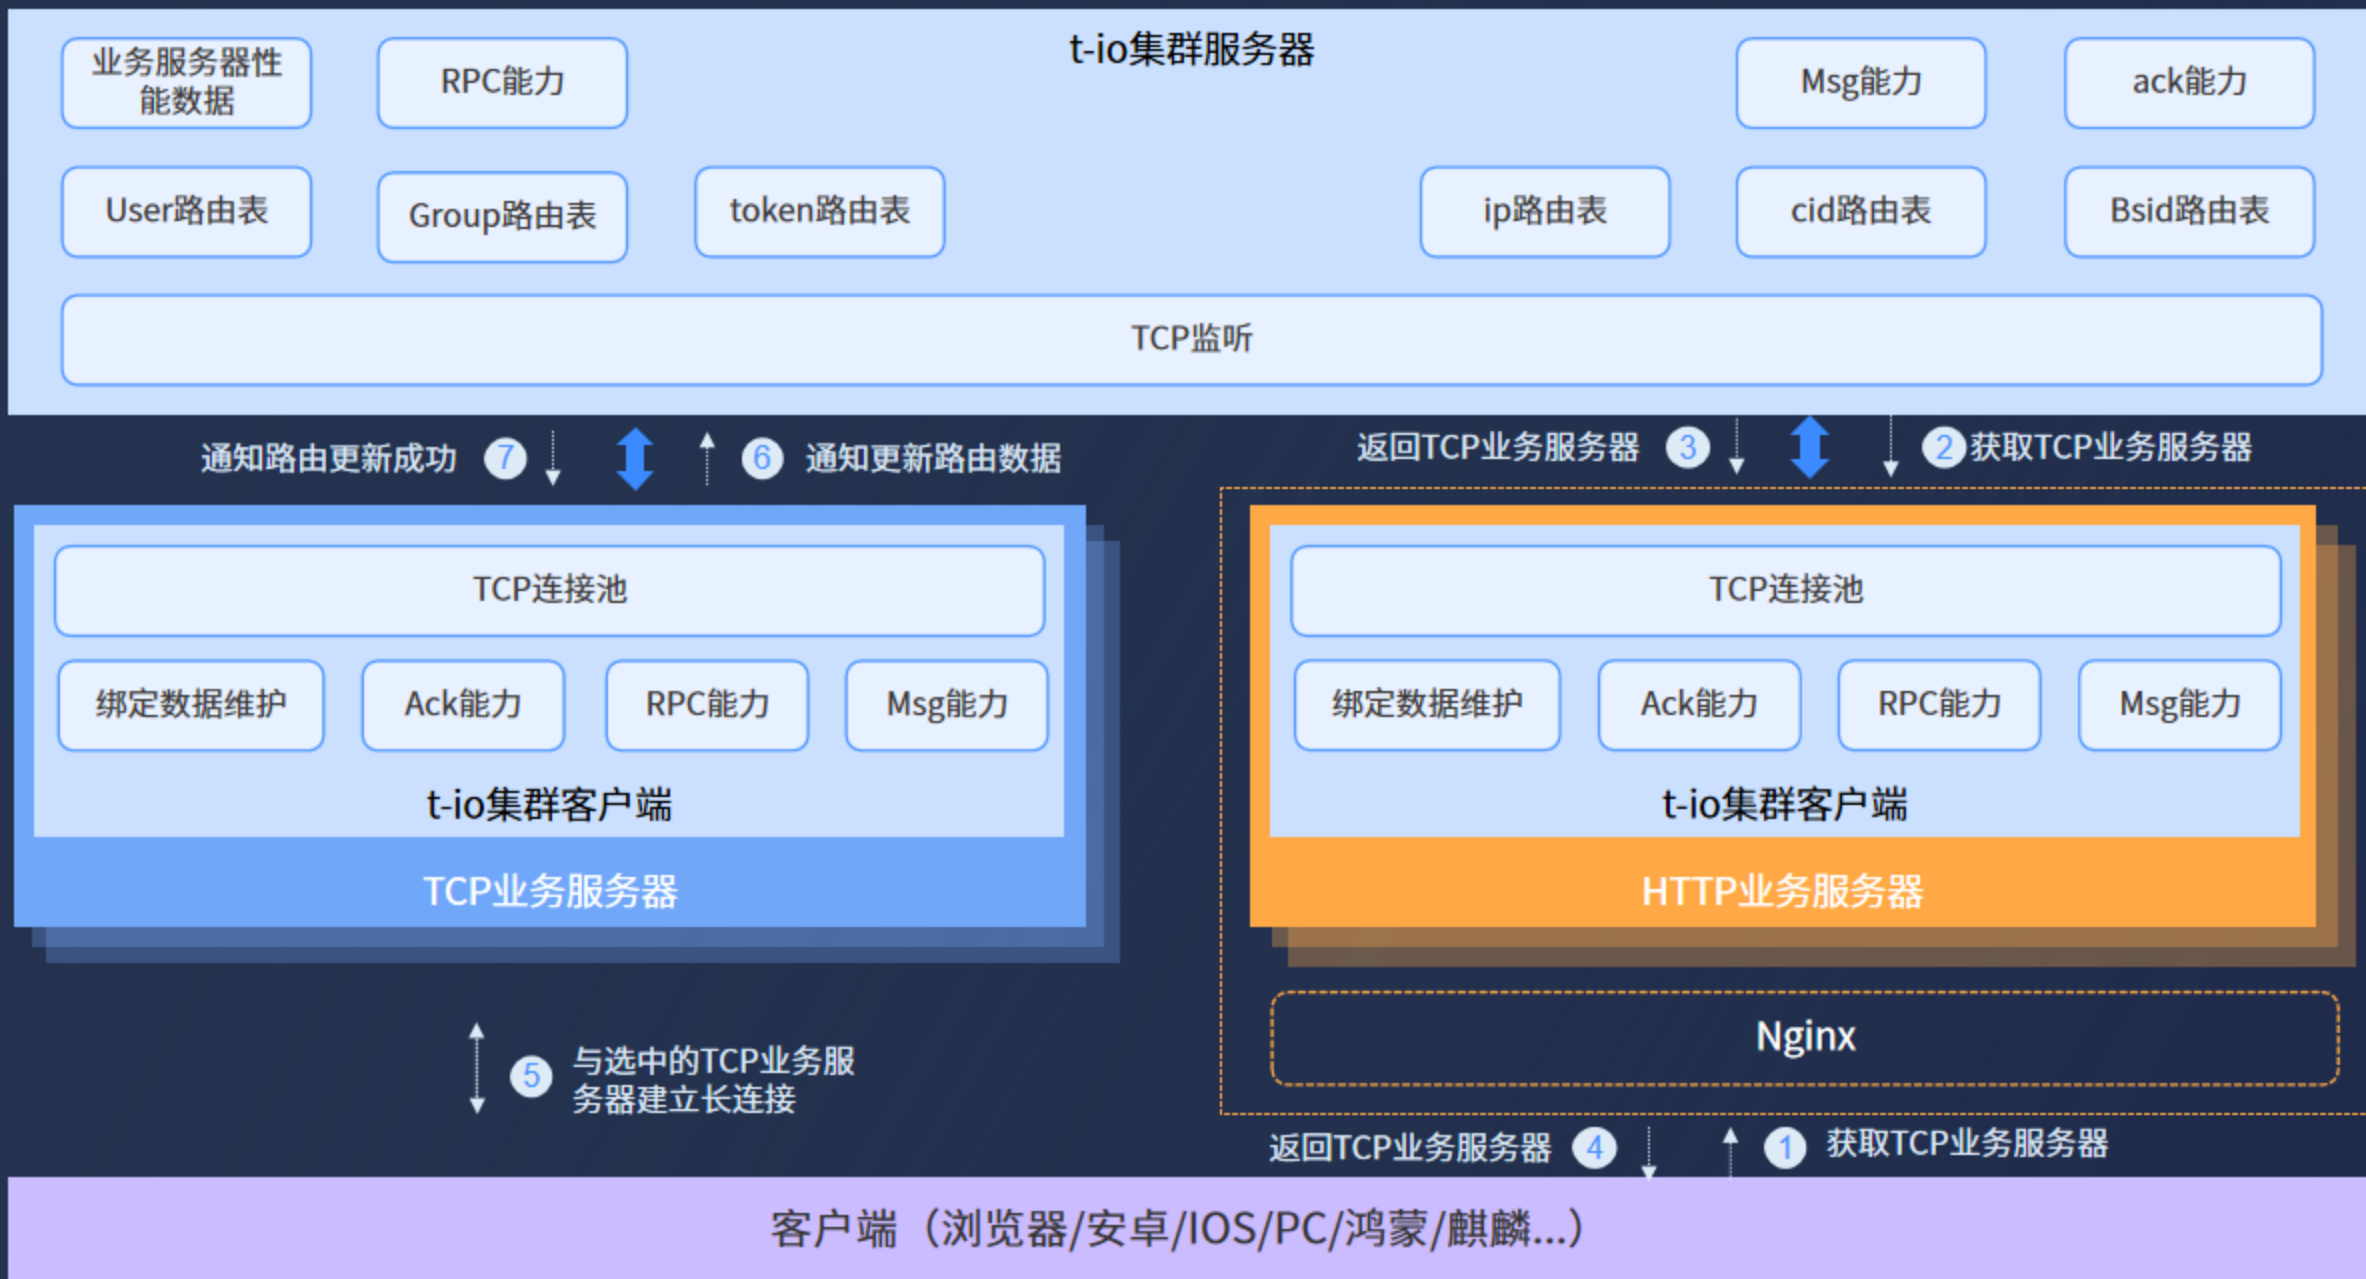 t-io集群服务器
业务服务器性
能数据
RPC能力
Msg能力
ack能力
User路由表
Group路由表
token路由表
ip路由表
cid路由表
Bsid路由表
TCP监听
通知路由更新成功
7
6
通知更新路由数据
返回TCP业务服务器
3
2
获取TCP业务服务器
TCP连接池
绑定数据维护
Ack能力
RPC能力
Msg能力
t-io集群客户端
TCP业务服务器
TCP连接池
绑定数据维护
Ack能力
RPC能力
Msg能力
t-io集群客户端
HTTP业务服务器
Nginx
5
与选中的TCP业务服
务器建立长连接
返回TCP业务服务器
4
1
获取TCP业务服务器
客户端（浏览器/安卓/IOS/PC/鸿蒙/麒麟...）